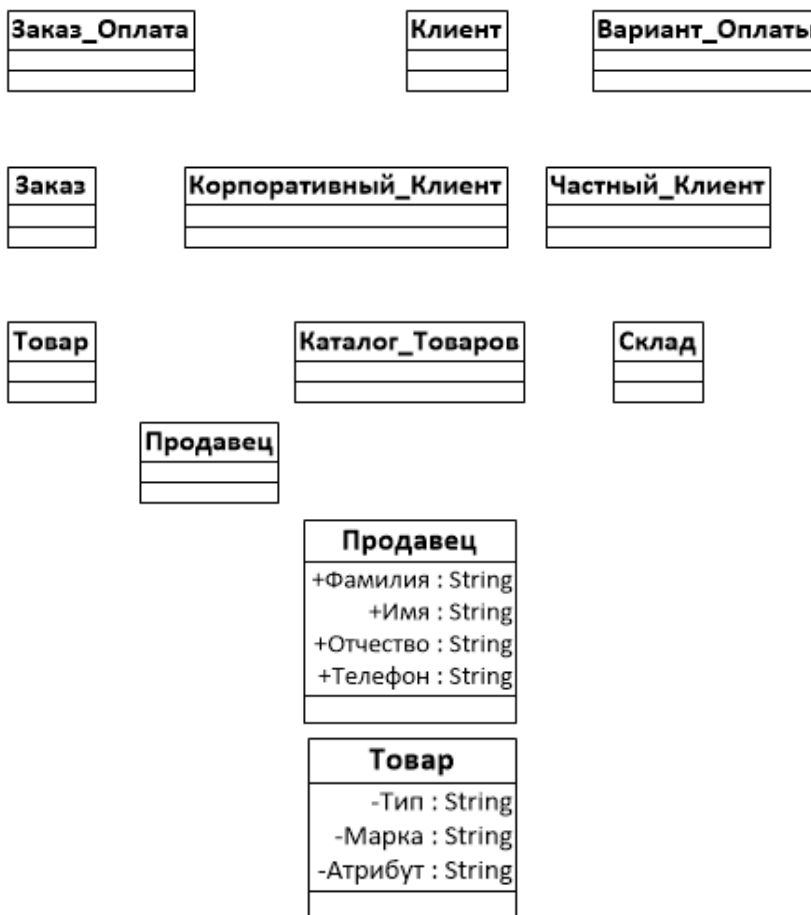 Заказ_Оплата Клиент Вариант_Оплаты
Заказ Корпоративный_Клиент Частный_Клиент
Товар Каталог_Товаров Склад
Продавец
Продавец
+Фамилия : String
+Имя : String
+Отчество : String
+Телефон : String
Товар
-Тип : String
-Марка : String
-Атрибут : String